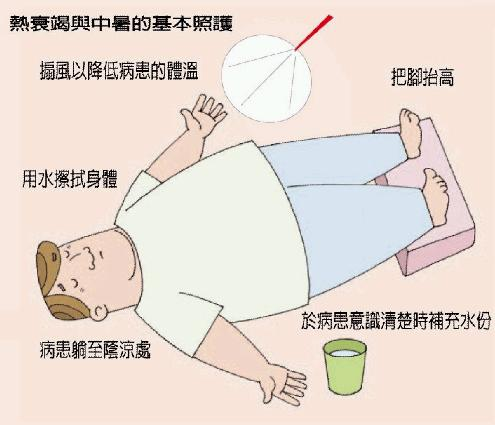 熱衰竭與中暑的基本照護
搧風以降低病患的體溫
把腳抬高
用水擦拭身體
於病患意識清楚時補充水份
病患躺至陰涼處